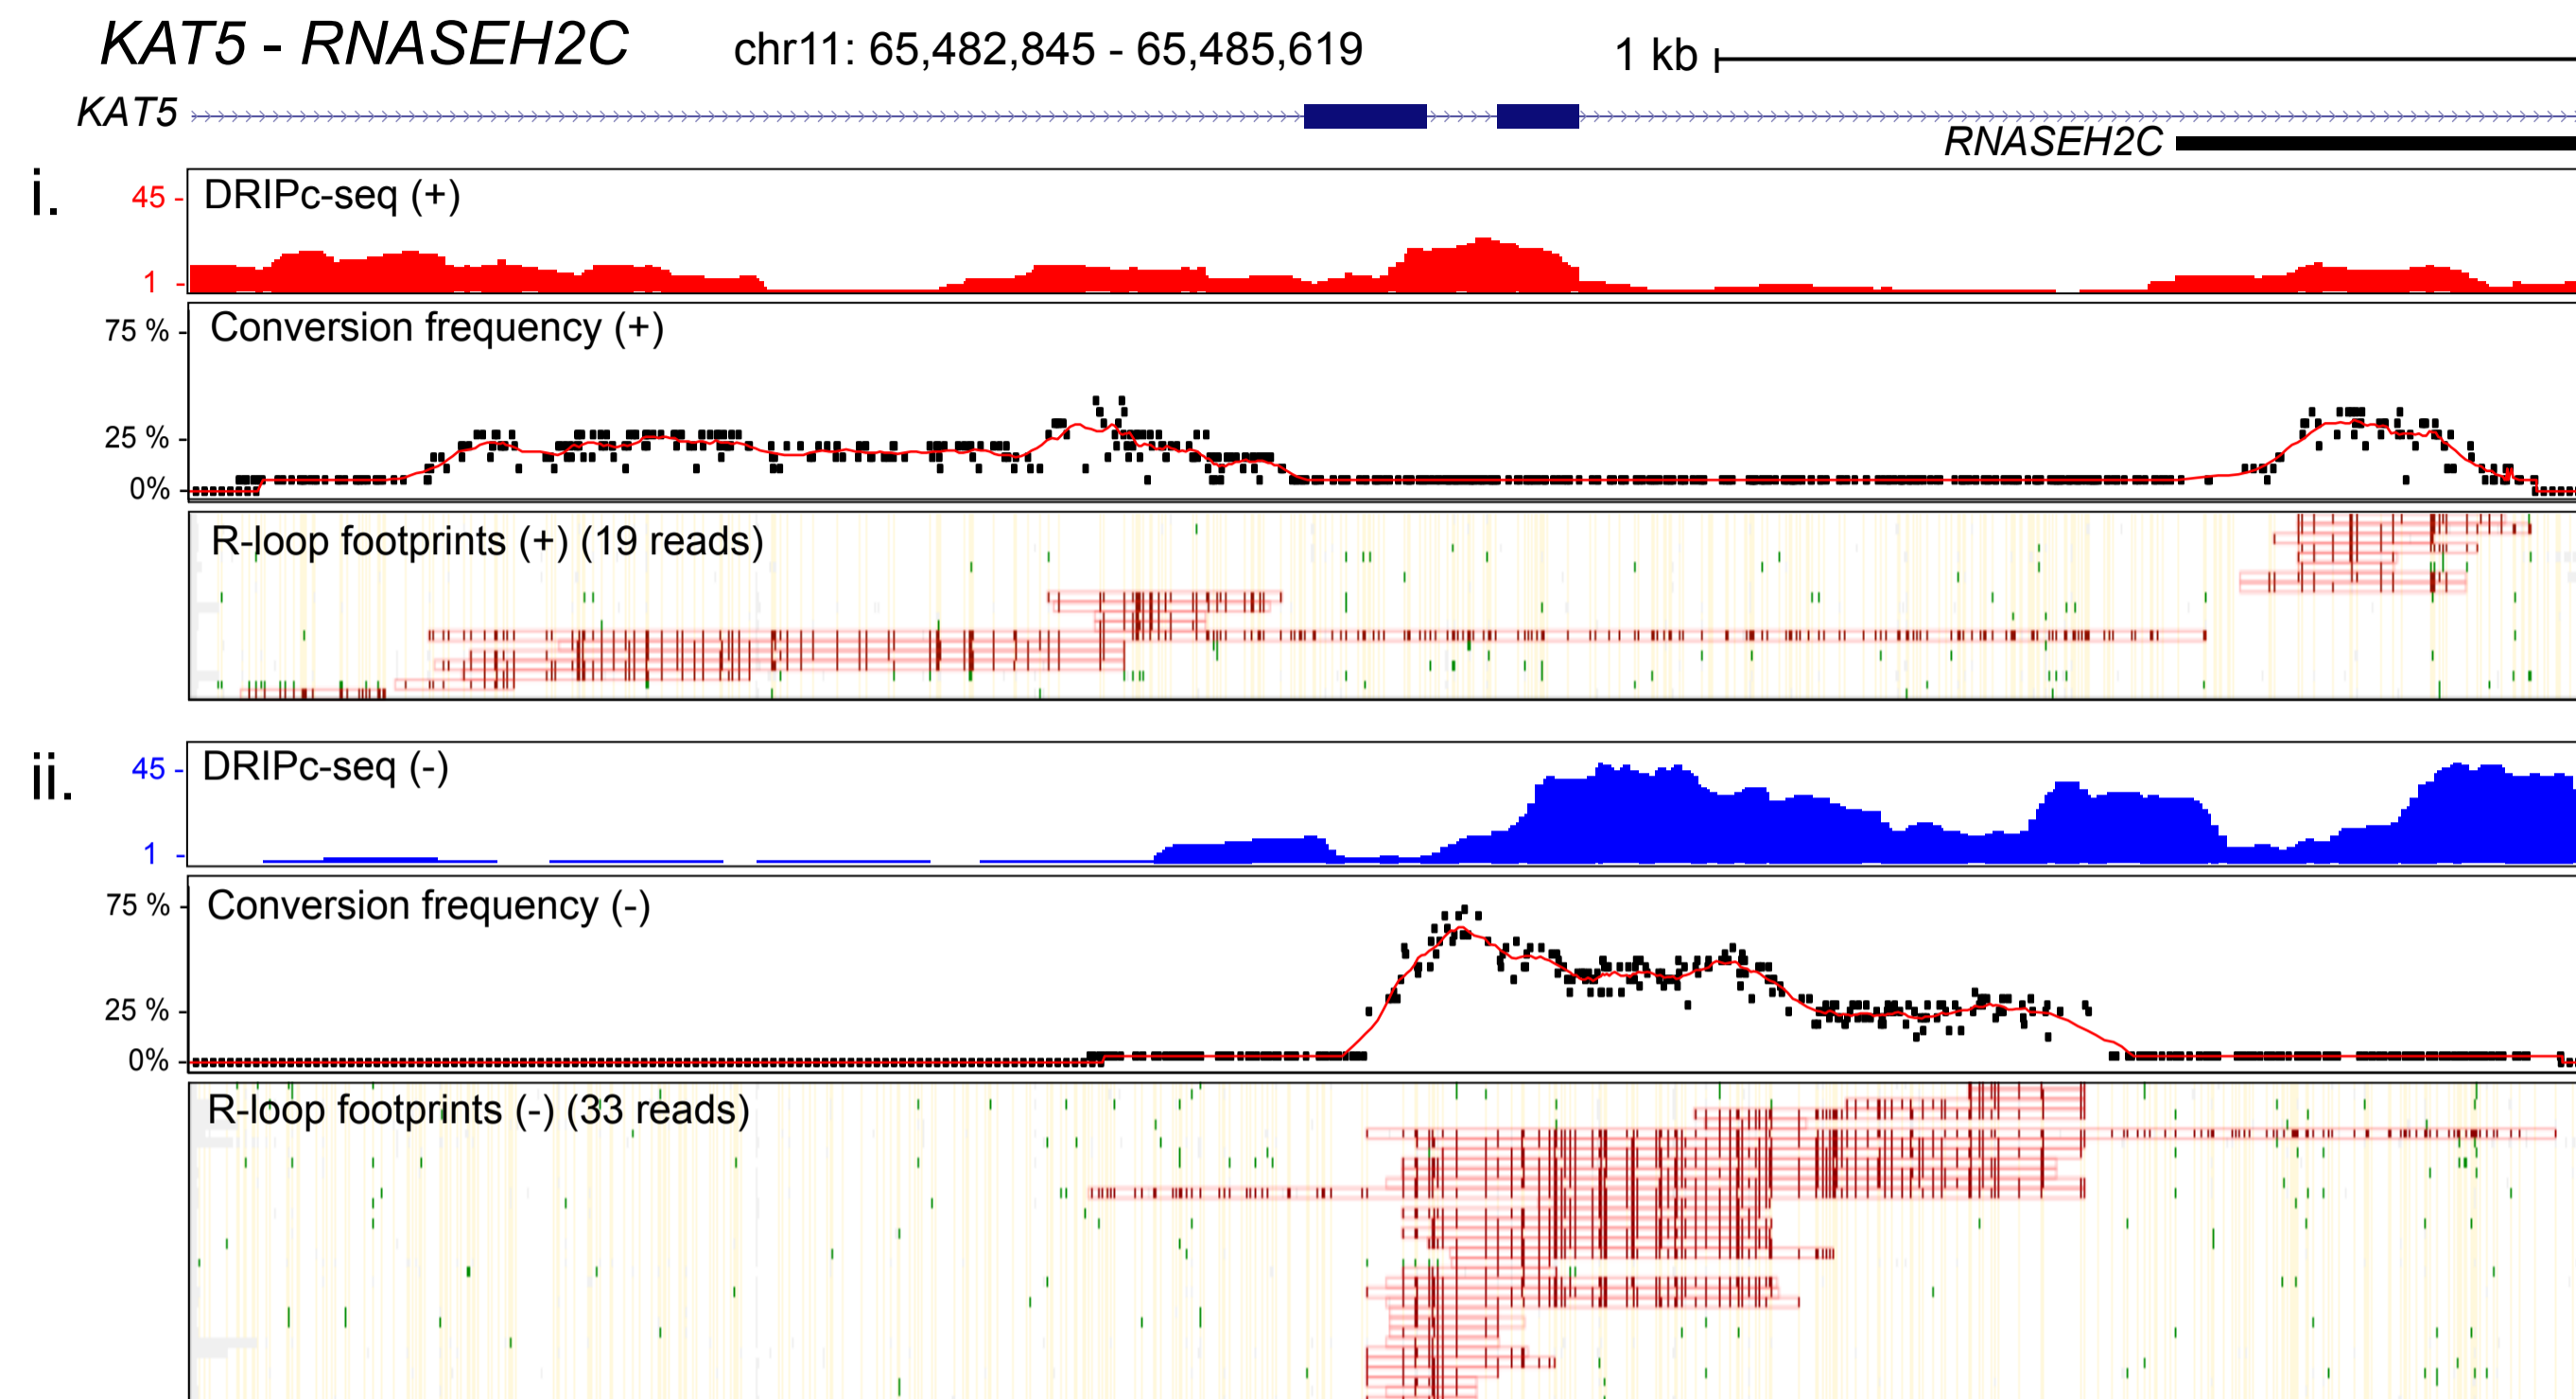 KAT5 - RNASEH2C chr11: 65,482,845 - 65,485,619 1 kb
KAT5
RNASEH2C
i.
45 -
DRIPc-seq (+)
1 -
75 % -
Conversion frequency (+)
25 % -
0% -
R-loop footprints (+) (19 reads)
ii.
45 -
DRIPc-seq (-)
1 -
75 % -
Conversion frequency (-)
25 % -
0% -
R-loop footprints (-) (33 reads)